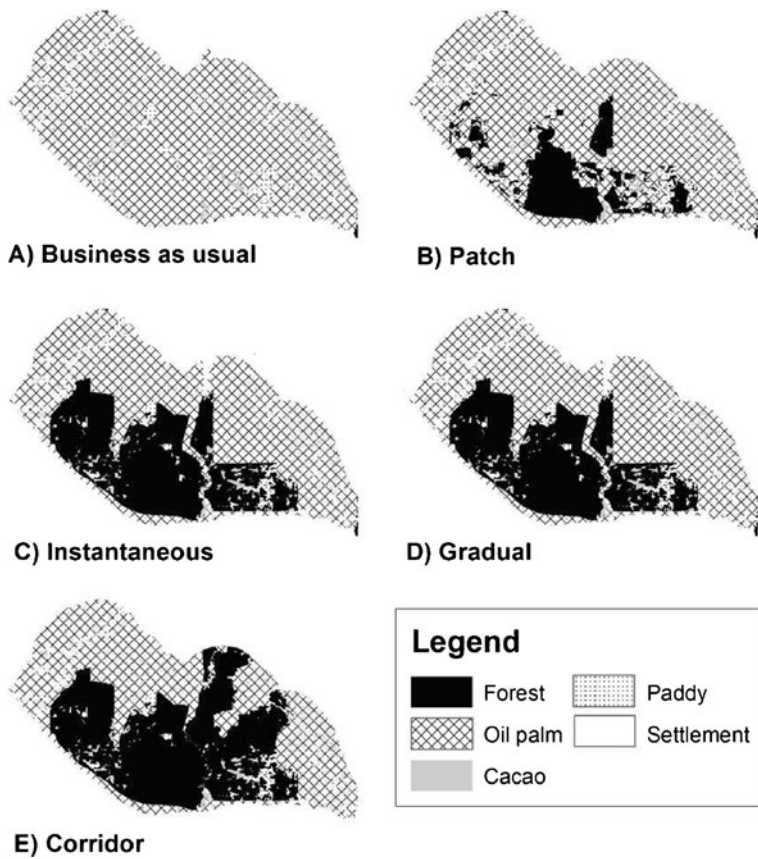 A) Business as usual
B) Patch
C) Instantaneous
D) Gradual
E) Corridor
Legend
Forest
Paddy
Oil palm
Settlement
Cacao